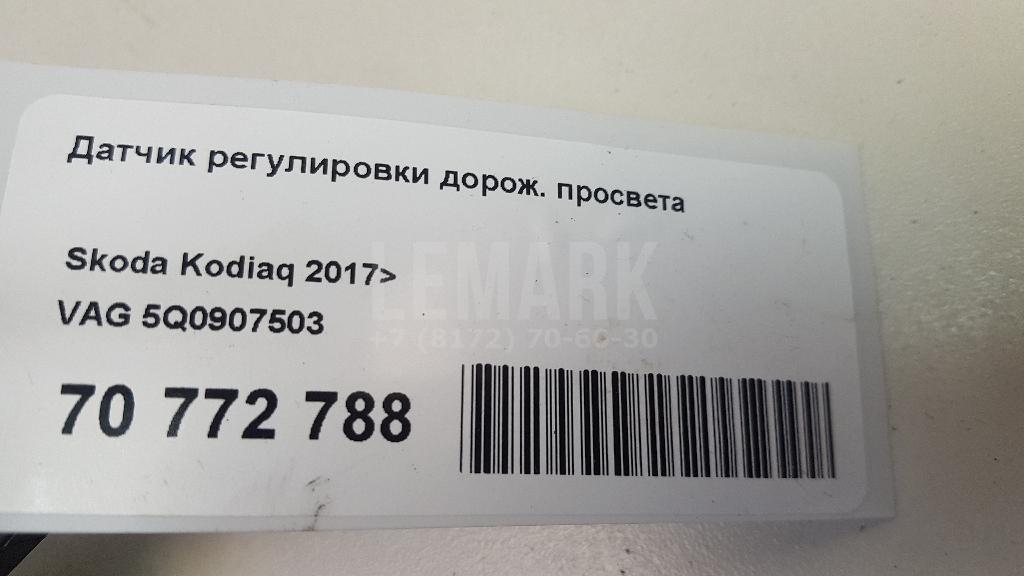 Датчик регулировки дорож. просвета
Skoda Kodiaq 2017>
LEMARK
VAG 5Q0907503
+7 (8172) 70-60-30
70 772 788